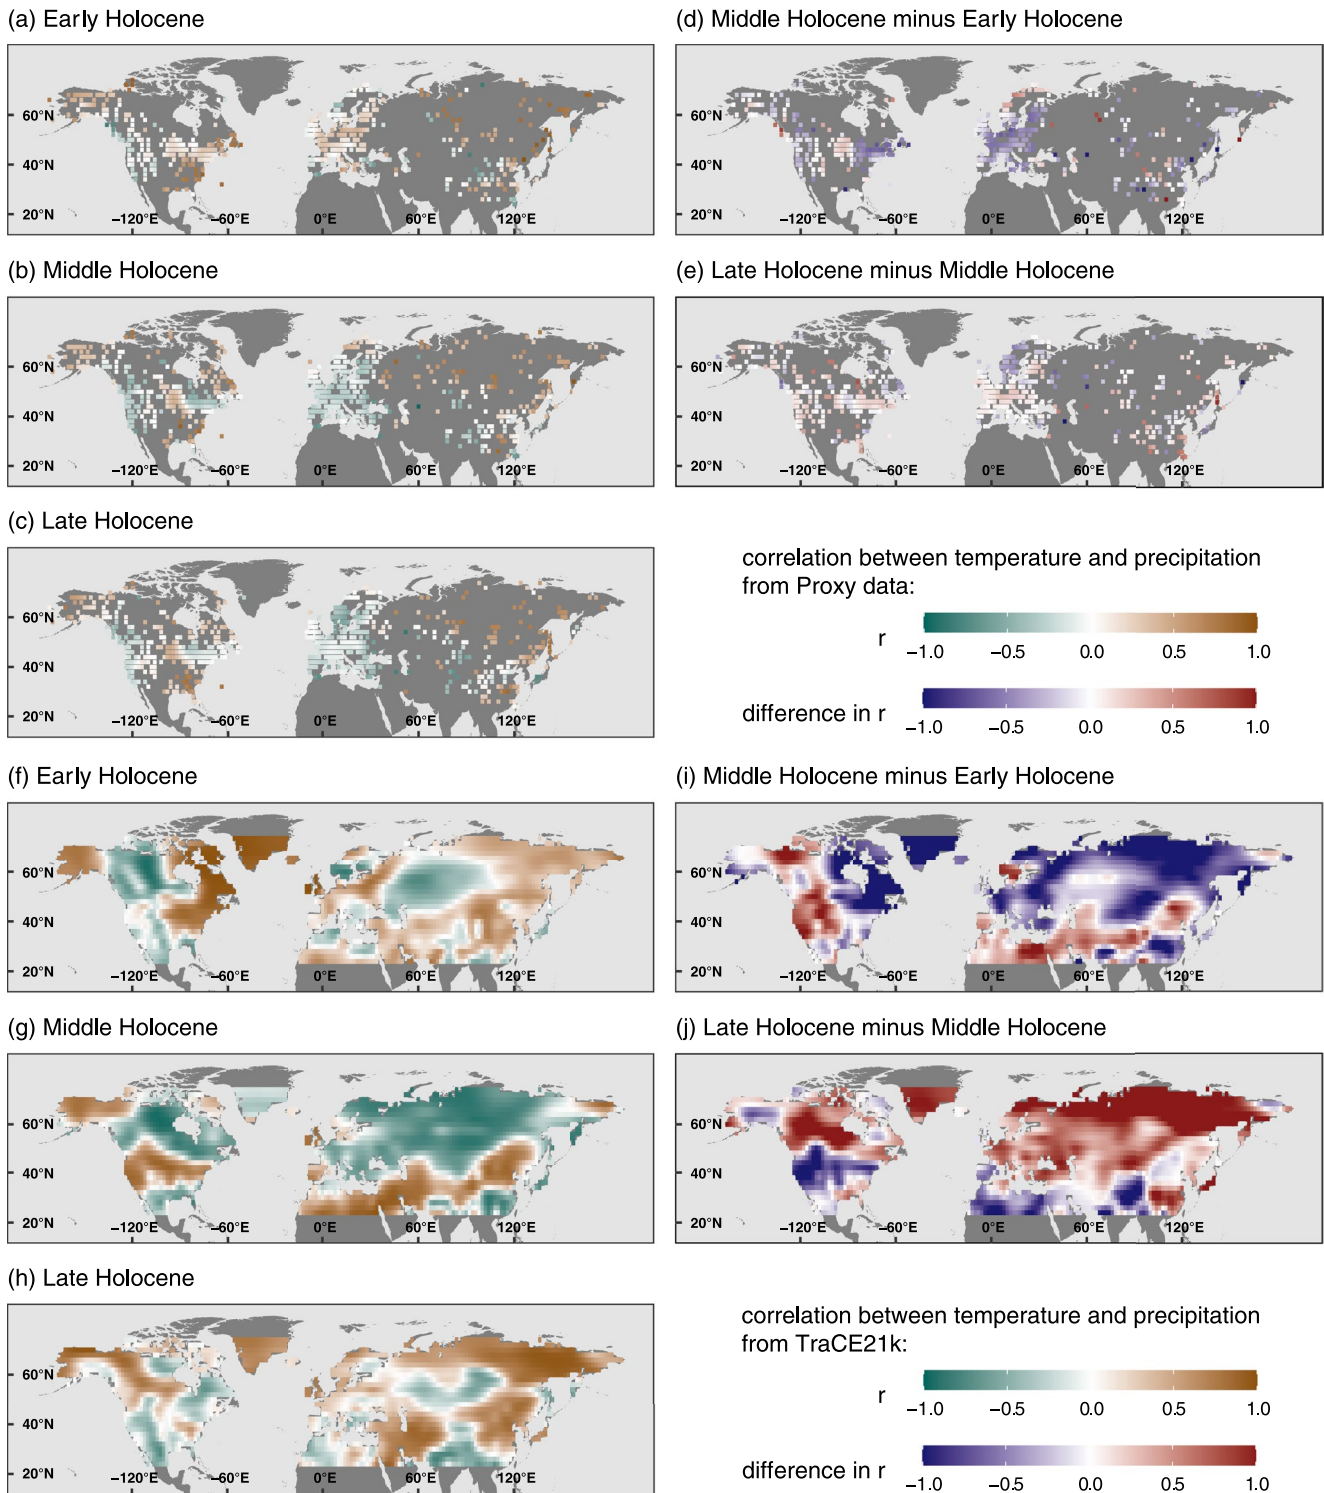 (a) Early Holocene
60°N
40°N
20°N
−120°E
−60°E
0°E
60°E
120°E
(d) Middle Holocene minus Early Holocene
60°N
40°N
20°N
−120°E
−60°E
0°E
60°E
120°E
(b) Middle Holocene
60°N
40°N
20°N
−120°E
−60°E
0°E
60°E
120°E
(e) Late Holocene minus Middle Holocene
60°N
40°N
20°N
−120°E
−60°E
0°E
60°E
120°E
(c) Late Holocene
60°N
40°N
20°N
−120°E
−60°E
0°E
60°E
120°E
correlation between temperature and precipitation
from Proxy data:
r
−1.0 −0.5 0.0 0.5 1.0
difference in r
−1.0 −0.5 0.0 0.5 1.0
(f) Early Holocene
60°N
40°N
20°N
−120°E
−60°E
0°E
60°E
120°E
(i) Middle Holocene minus Early Holocene
60°N
40°N
20°N
−120°E
−60°E
0°E
60°E
120°E
(g) Middle Holocene
60°N
40°N
20°N
−120°E
−60°E
0°E
60°E
120°E
(j) Late Holocene minus Middle Holocene
60°N
40°N
20°N
−120°E
−60°E
0°E
60°E
120°E
(h) Late Holocene
60°N
40°N
20°N
−120°E
−60°E
0°E
60°E
120°E
correlation between temperature and precipitation
from TraCE21k:
r
−1.0 −0.5 0.0 0.5 1.0
difference in r
−1.0 −0.5 0.0 0.5 1.0